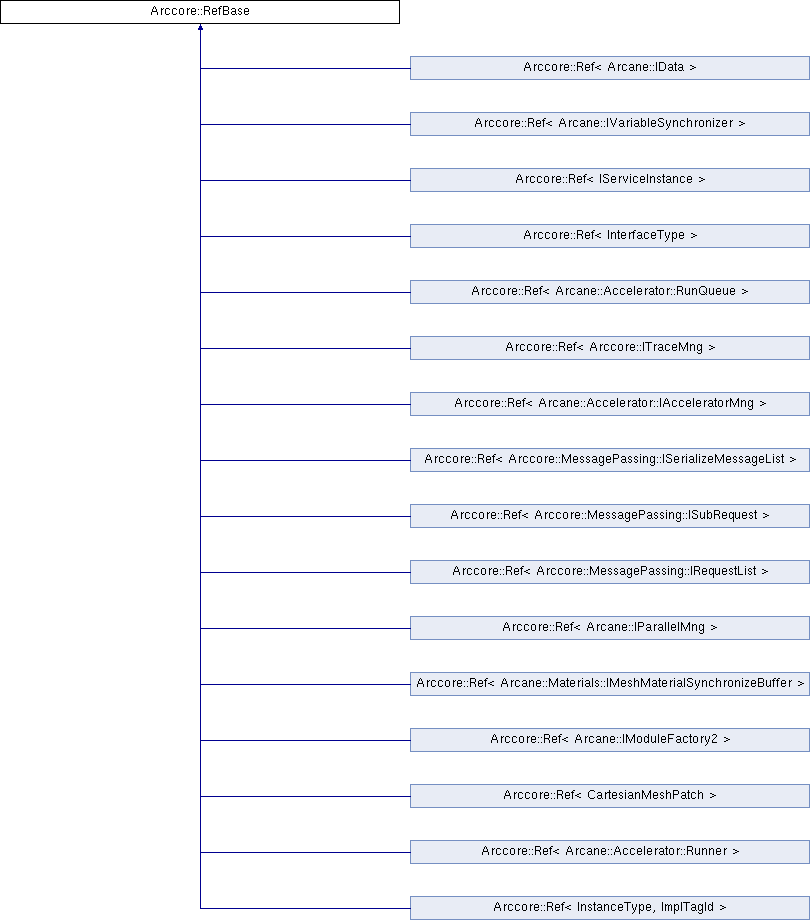 Arccore::RefBase
Arccore::Ref< Arcane::IData >
Arccore::Ref< Arcane::IVariableSynchronizer >
Arccore::Ref< IServiceInstance >
Arccore::Ref< InterfaceType >
Arccore::Ref< Arcane::Accelerator::RunQueue >
Arccore::Ref< Arccore::ITraceMng >
Arccore::Ref< Arcane::Accelerator::IAcceleratorMng >
Arccore::Ref< Arccore::MessagePassing::ISerializeMessageList >
Arccore::Ref< Arccore::MessagePassing::ISubRequest >
Arccore::Ref< Arccore::MessagePassing::IRequestList >
Arccore::Ref< Arcane::IParallelMng >
Arccore::Ref< Arcane::Materials::IMeshMaterialSynchronizeBuffer >
Arccore::Ref< Arcane::IModuleFactory2 >
Arccore::Ref< CartesianMeshPatch >
Arccore::Ref< Arcane::Accelerator::Runner >
Arccore::Ref< InstanceType, ImplTagId >